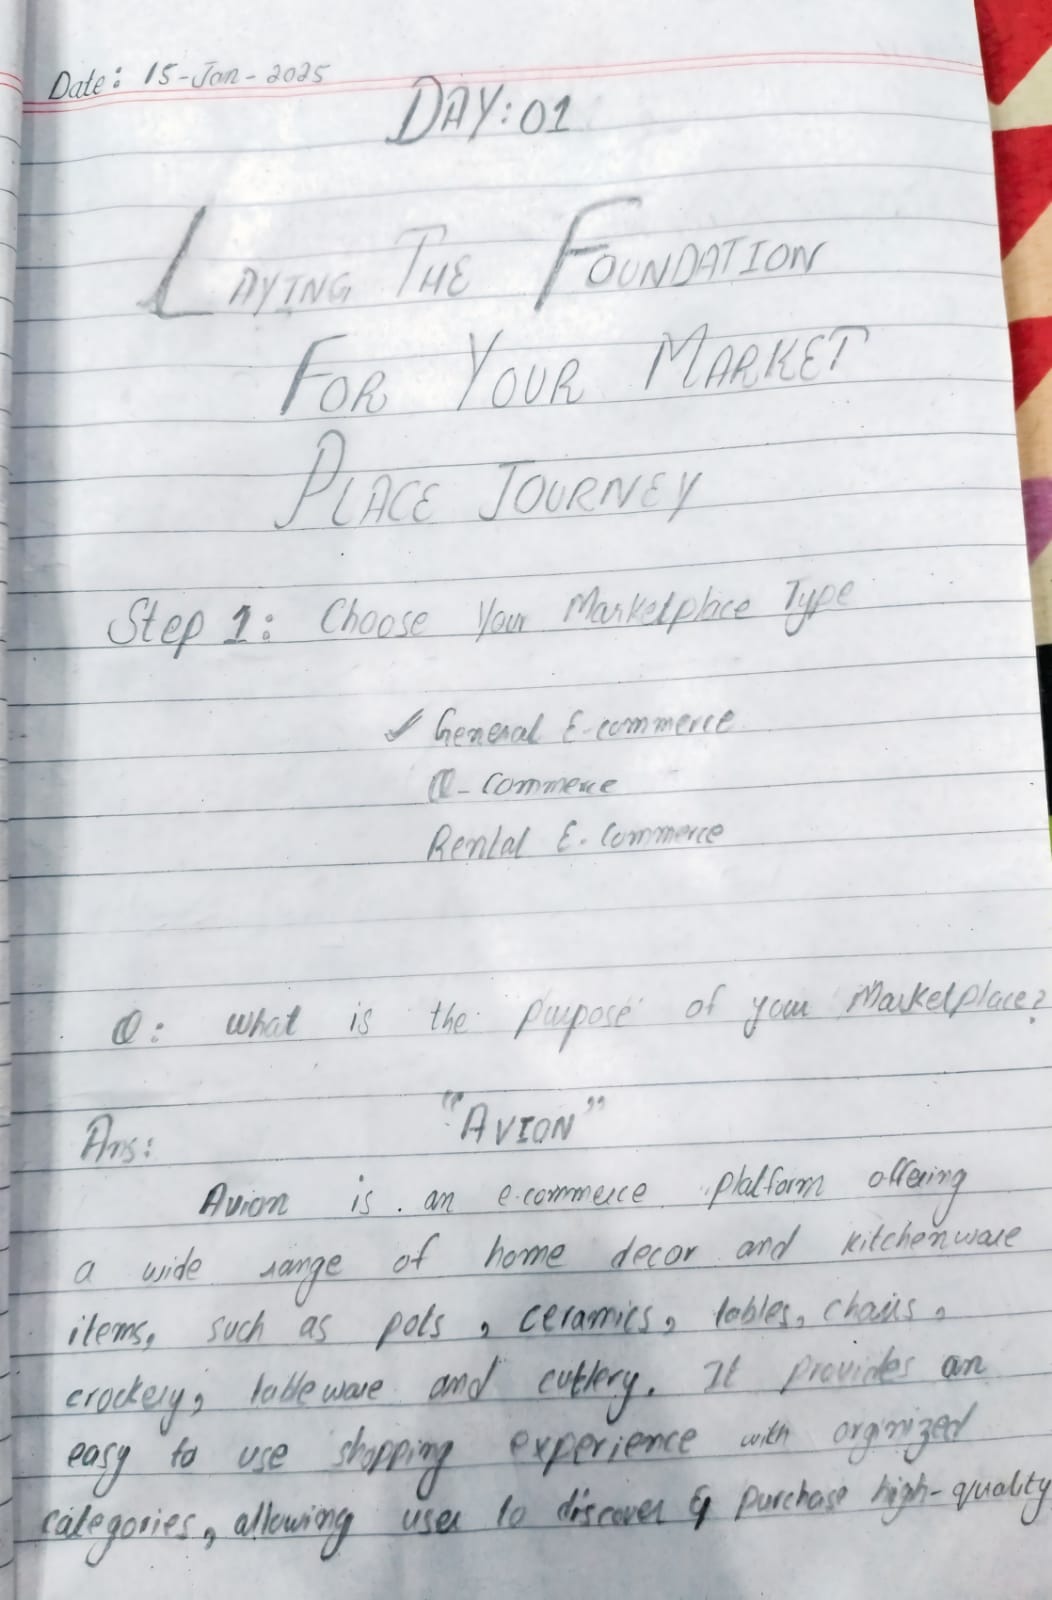 Date: 15-Jan-2025
DAY:01
LAYING THE FOUNDATION
FOR YOUR MARKET
PLACE JOURNEY
Step 1: Choose Your Marketplace Type
✓ General E-commerce
Q-Commerce
Rental E-Commerce
Q: what is the purpose of your Marketplace?
Ans: "AVION"
Avion is an e-commerce platform offering
a wide range of home decor and kitchenware
items, such as pots, ceramics, tables, chairs,
crockery, tableware and cutlery. It provides an
easy to use shopping experience with orgnized
categories, allowing user to discover & purchase high-quality